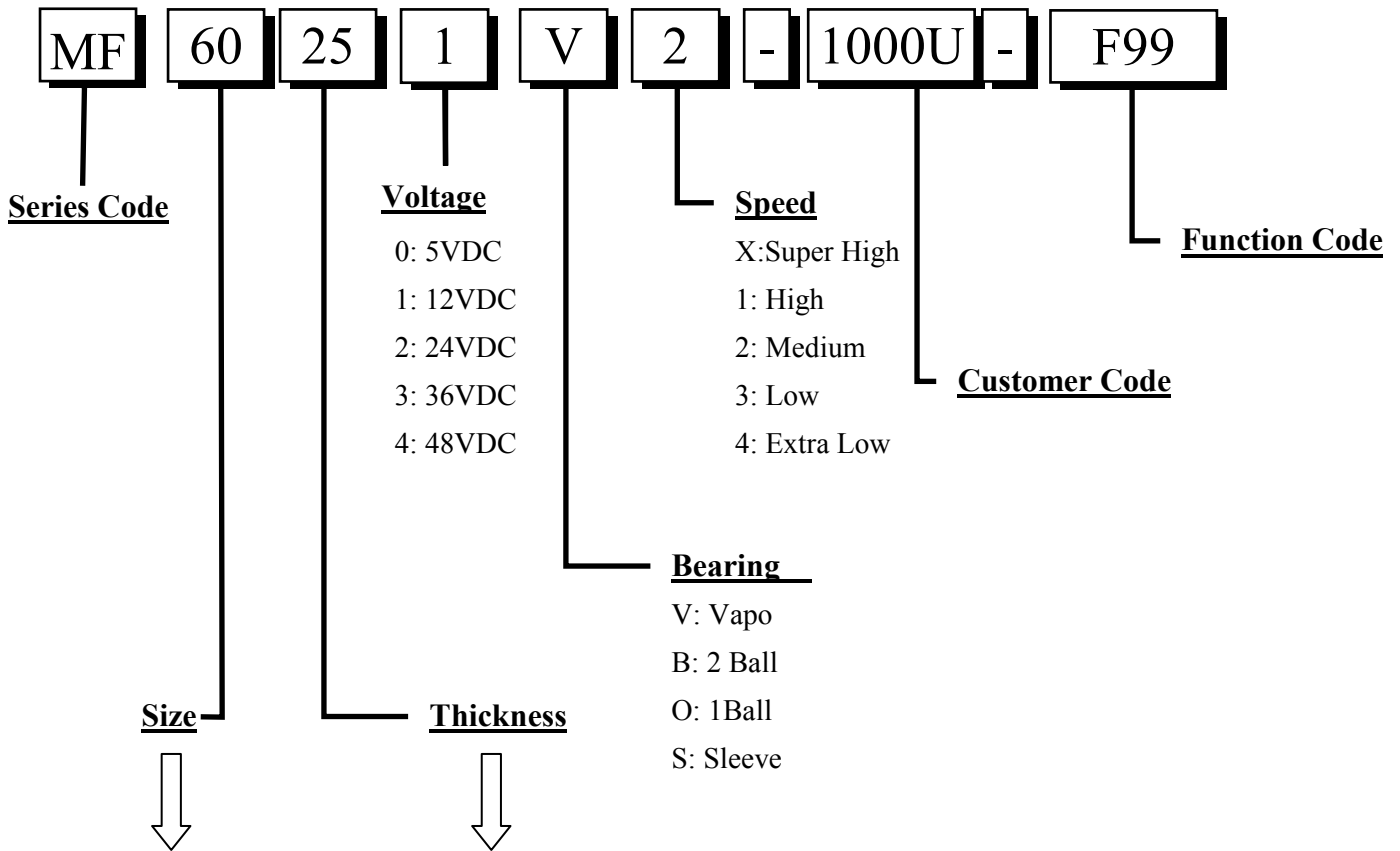 MF 60 25 1 V 2 - 1000U - F99
Series Code
Voltage
0: 5VDC
1: 12VDC
2: 24VDC
3: 36VDC
4: 48VDC
Speed
X:Super High
1: High
2: Medium
3: Low
4: Extra Low
Function Code
Customer Code
Bearing
V: Vapo
B: 2 Ball
O: 1Ball
S: Sleeve
Size
Thickness